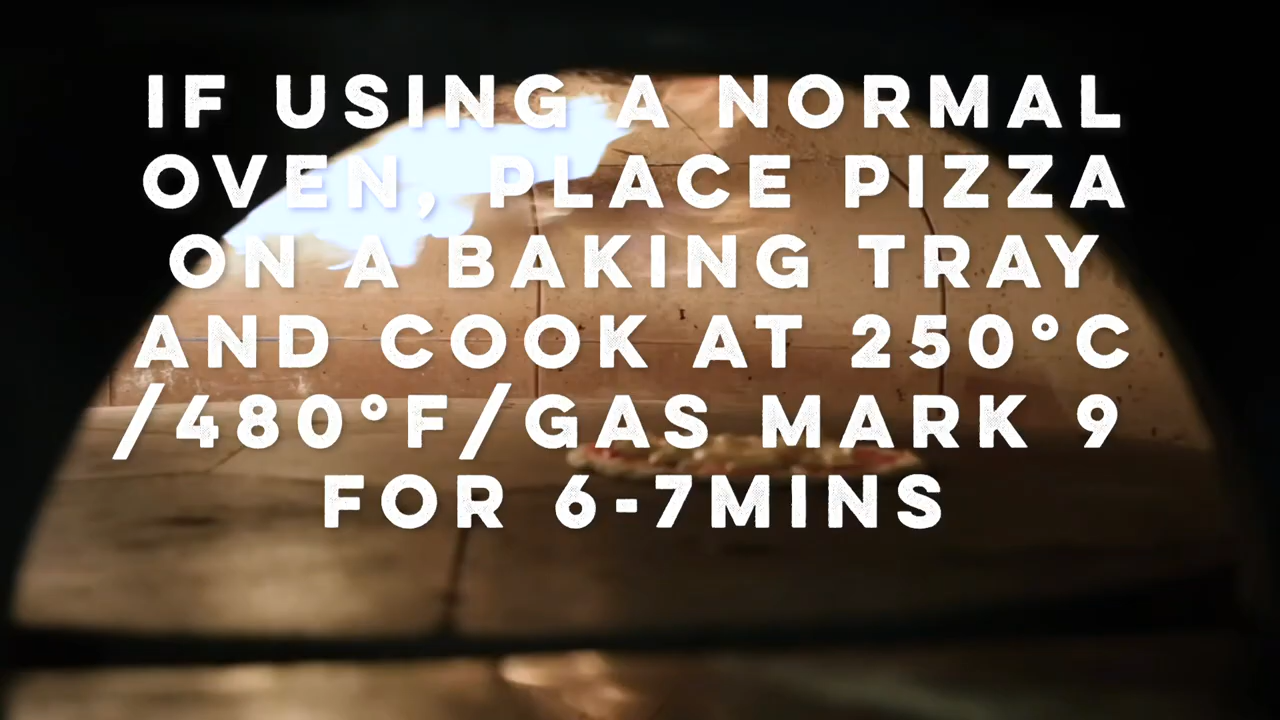 IF USING A NORMAL
OVEN, PLACE PIZZA
ON A BAKING TRAY
AND COOK AT 250°C
/480°F/GAS MARK 9
FOR 6-7MINS